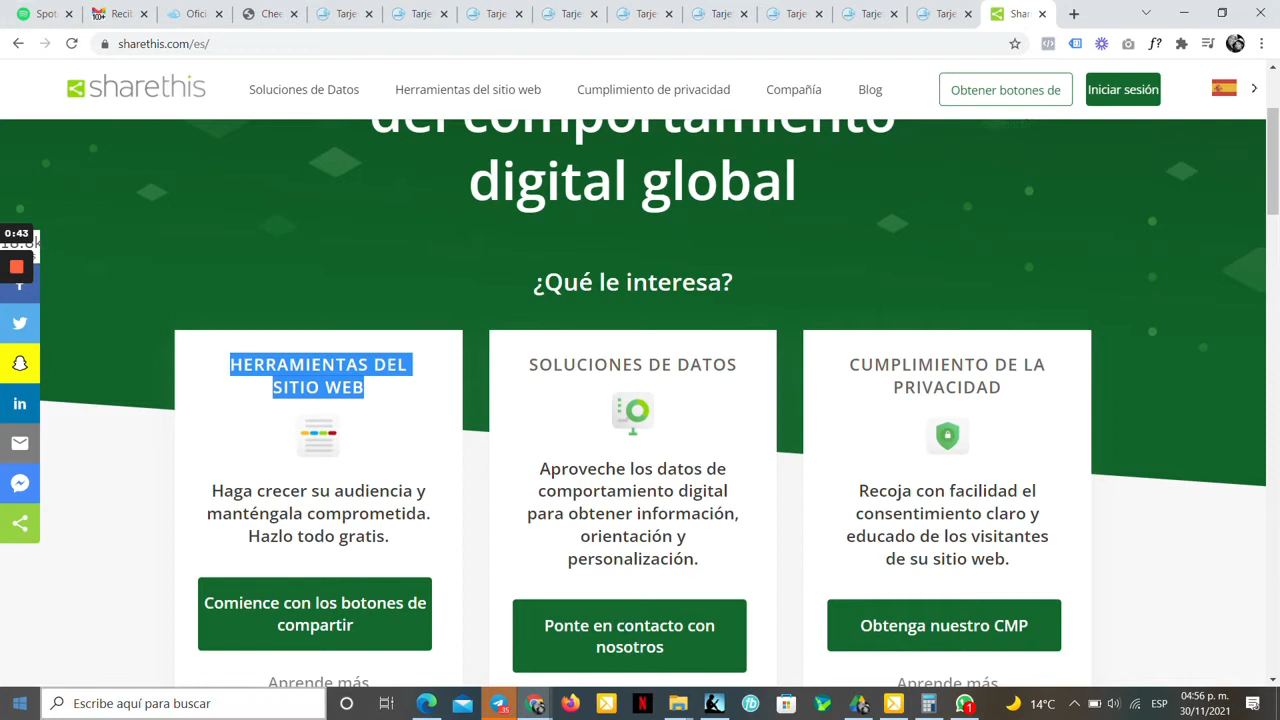 Spot
Recib
Che
Shar
sharethis.com/es/
sharethis
Soluciones de Datos
Herramientas del sitio web
Cumplimiento de privacidad
Compañía
Blog
Obtener botones de
Iniciar sesión
del comportamiento
digital global
0:43
¿Qué le interesa?
HERRAMIENTAS DEL
SITIO WEB
Haga crecer su audiencia y
manténgala comprometida.
Hazlo todo gratis.
Comience con los botones de
compartir
Aprende más
SOLUCIONES DE DATOS
Aproveche los datos de
comportamiento digital
para obtener información,
orientación y
personalización.
Ponte en contacto con
nosotros
CUMPLIMIENTO DE LA
PRIVACIDAD
Recoja con facilidad el
consentimiento claro y
educado de los visitantes
de su sitio web.
Obtenga nuestro CMP
Aprende más
Escribe aquí para buscar
14°C
ESP
04:56 p. m.
30/11/2021